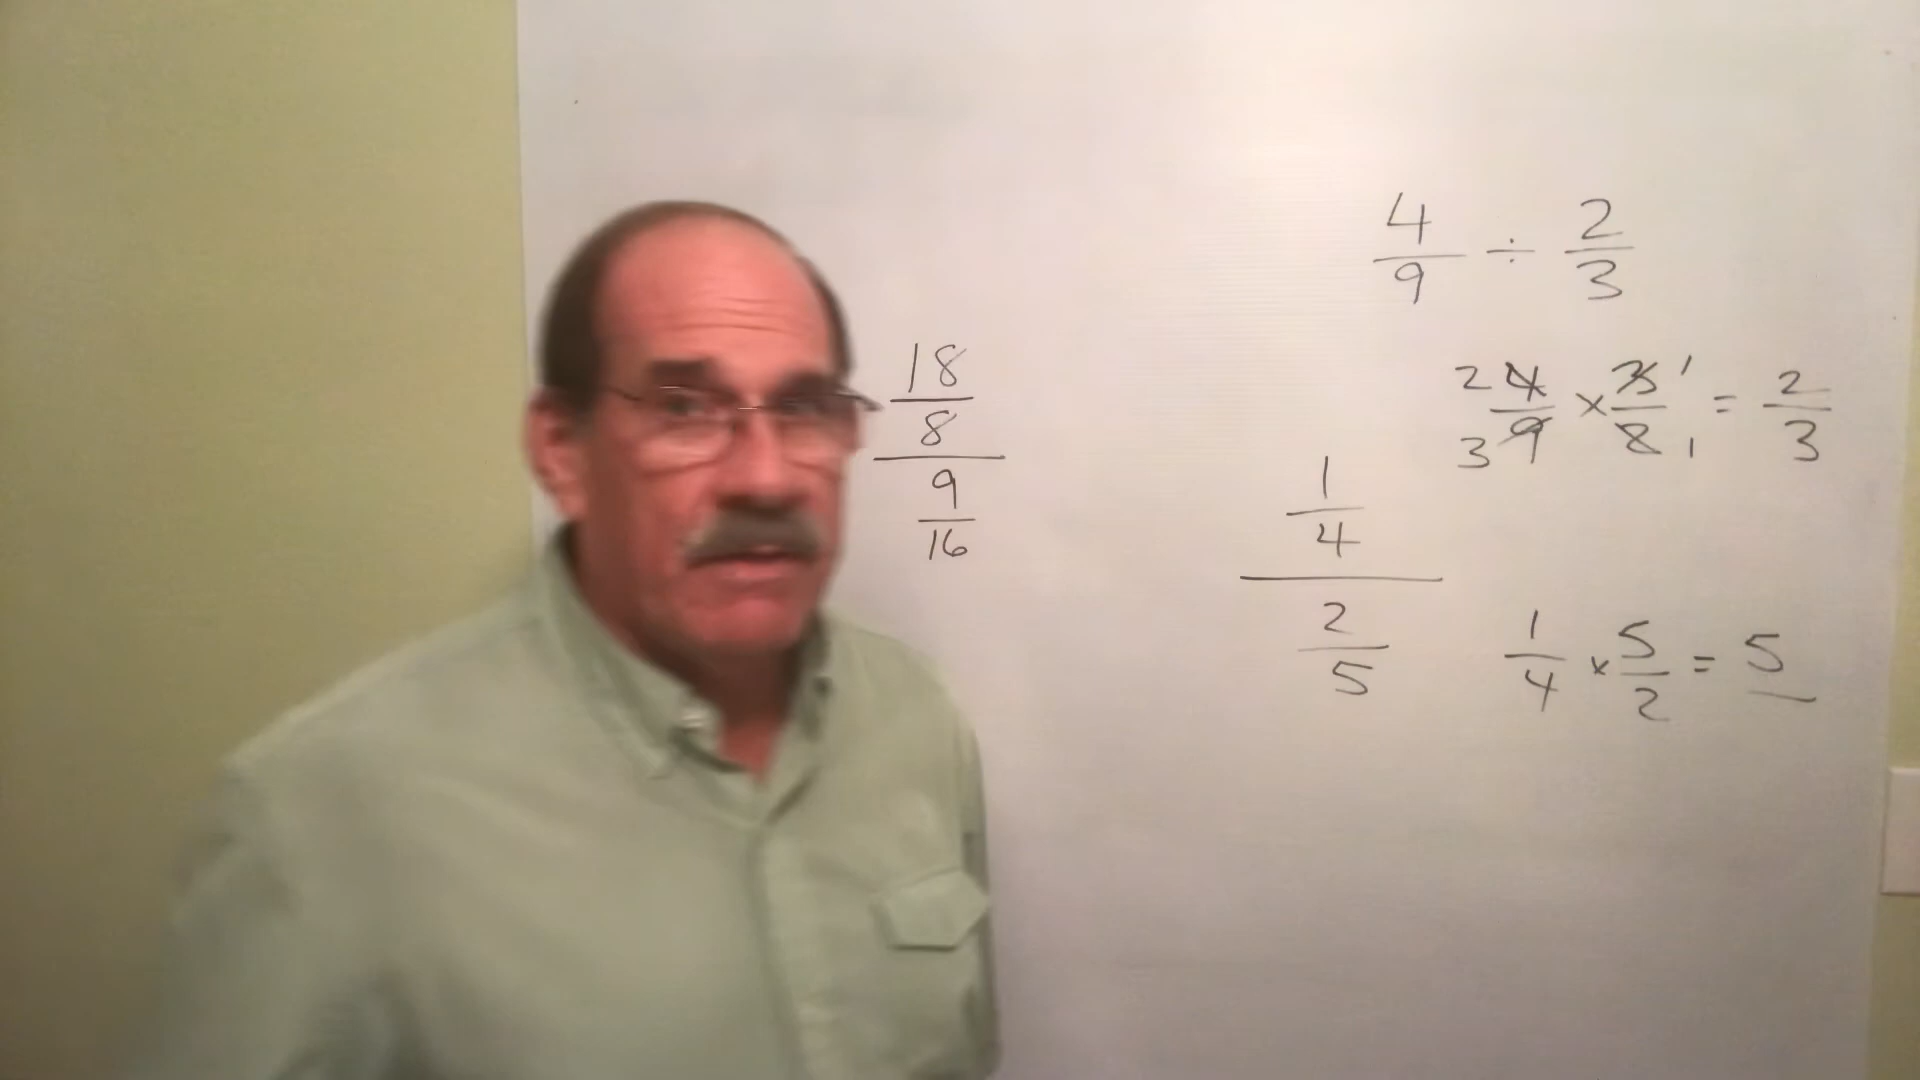 18
8
9
16
4/9 ÷ 2/3
2 4/9 3 × 3/2 1 1 = 2/3
1
4
2
5
1/4 × 5/2 = 5